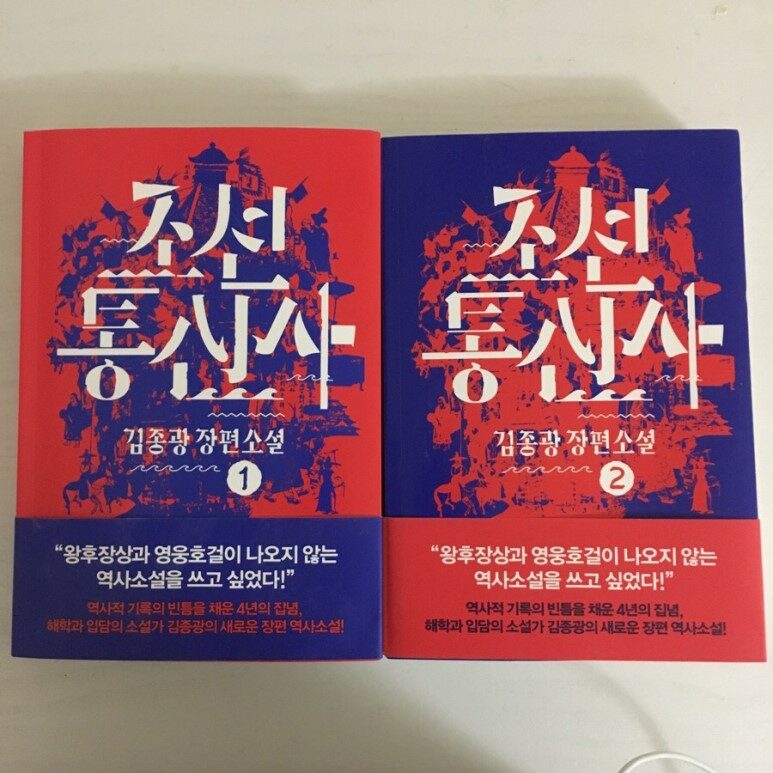 조선
통신사
김종광 장편소설
1
“왕후장상과 영웅호걸이 나오지 않는
역사소설을 쓰고 싶었다!”
역사적 기록의 빈틈을 채운 4년의 집념,
해학과 입담의 소설가 김종광의 새로운 장편 역사소설!
조선
통신사
김종광 장편소설
2
“왕후장상과 영웅호걸이 나오지 않는
역사소설을 쓰고 싶었다!”
역사적 기록의 빈틈을 채운 4년의 집념,
해학과 입담의 소설가 김종광의 새로운 장편 역사소설!